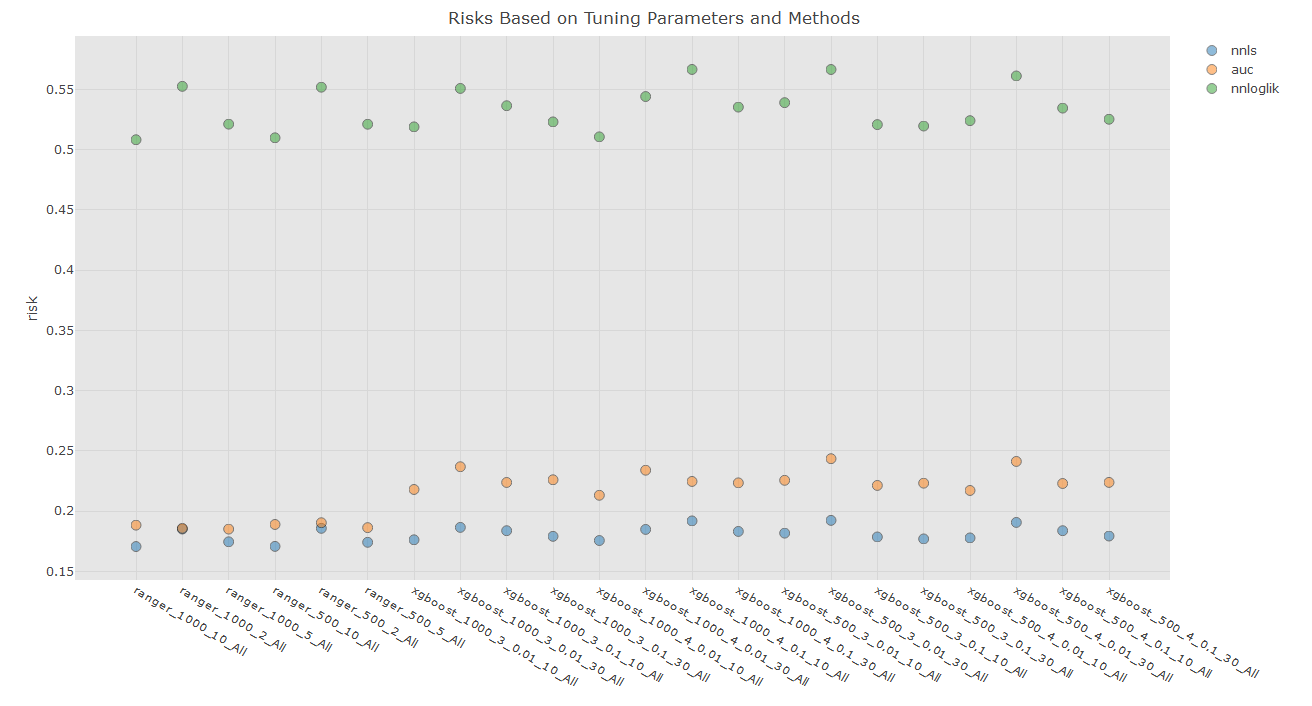 Risks Based on Tuning Parameters and Methods
nnls
auc
nnloglik
0.55
0.5
0.45
0.4
0.35
0.3
0.25
0.2
0.15
risk
ranger_1000_10_All
ranger_1000_2_All
ranger_1000_5_All
ranger_500_10_All
ranger_500_2_All
ranger_500_5_All
xgboost_1000_3_0.01_10_All
xgboost_1000_3_0.01_30_All
xgboost_1000_3_0.1_10_All
xgboost_1000_3_0.1_30_All
xgboost_1000_4_0.01_10_All
xgboost_1000_4_0.01_30_All
xgboost_1000_4_0.1_10_All
xgboost_1000_4_0.1_30_All
xgboost_500_3_0.01_10_All
xgboost_500_3_0.01_30_All
xgboost_500_3_0.1_10_All
xgboost_500_3_0.1_30_All
xgboost_500_4_0.01_10_All
xgboost_500_4_0.01_30_All
xgboost_500_4_0.1_10_All
xgboost_500_4_0.1_30_All